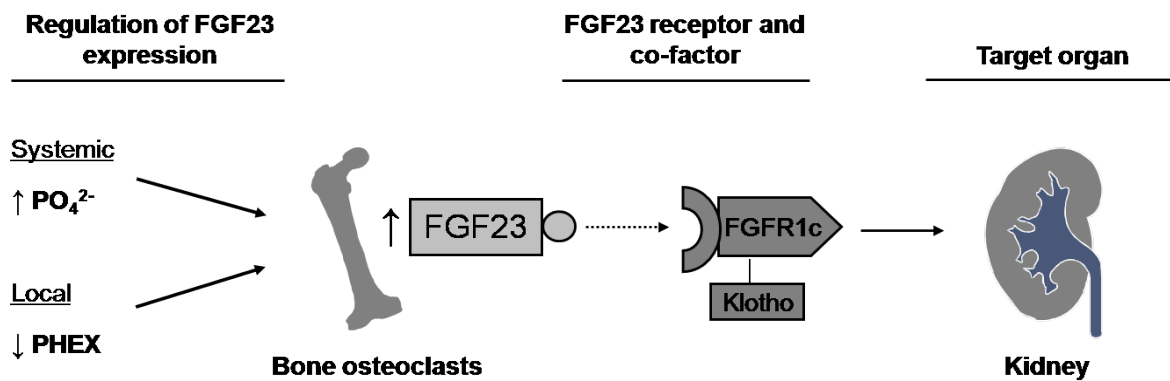 Regulation of FGF23
expression
FGF23 receptor and
co-factor
Target organ
Systemic
↑ PO₄²⁻
Local
↓ PHEX
↑ FGF23
FGFR1c
Klotho
Bone osteoclasts
Kidney